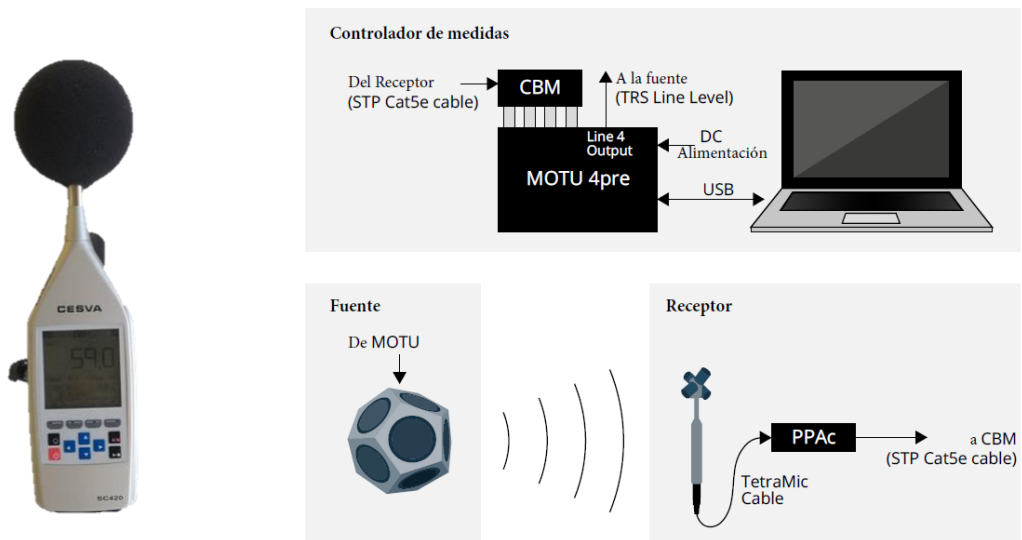 CESVA
59,0
SC420
Controlador de medidas
Del Receptor
(STP Cat5e cable)
CBM
A la fuente
(TRS Line Level)
Line 4
Output
DC
Alimentación
MOTU 4pre
USB
Fuente
De MOTU
Receptor
PPAc
a CBM
(STP Cat5e cable)
TetraMic
Cable